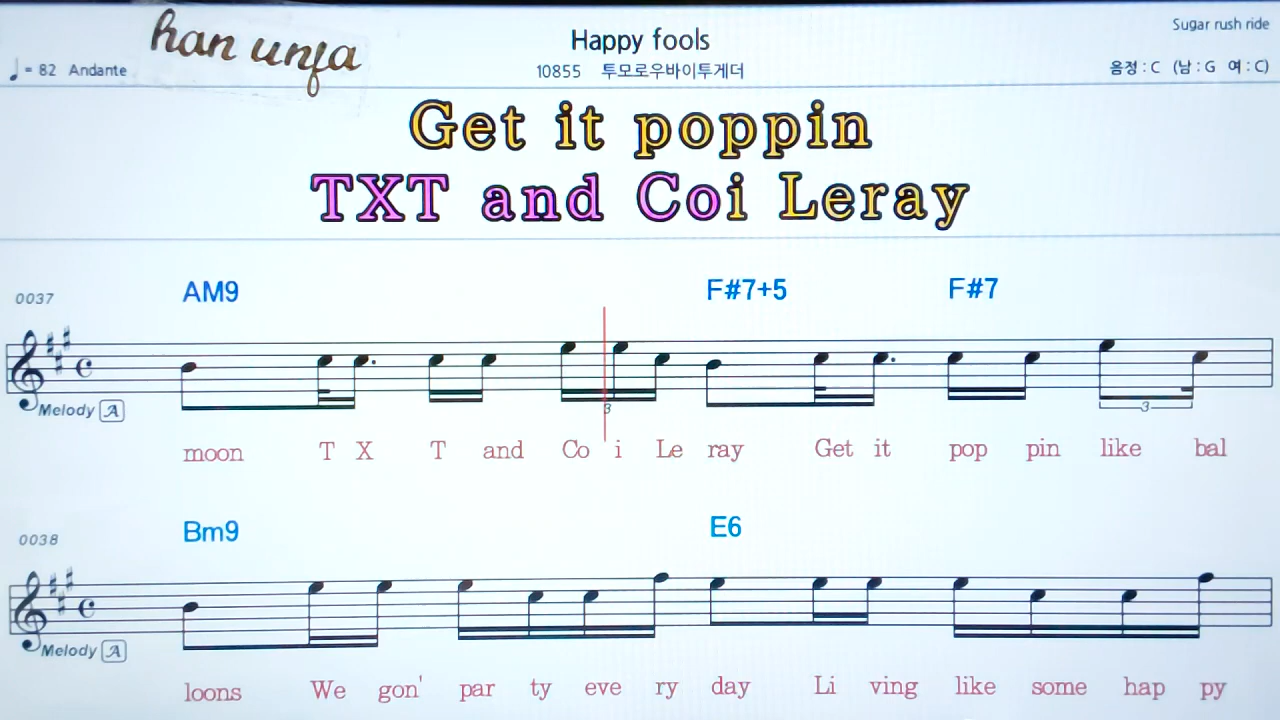 han unfa
Happy fools
Sugar rush ride
♩ = 82 Andante
10855 투모로우바이투게더
음정 : C (남 : G 여 : C)
Get it poppin
TXT and Coi Leray
0037
AM9 F#7+5 F#7
Melody A
3 3
moon T X T and Co i Le ray Get it pop pin like bal
0038
Bm9 E6
Melody A
loons We gon' par ty eve ry day Li ving like some hap py